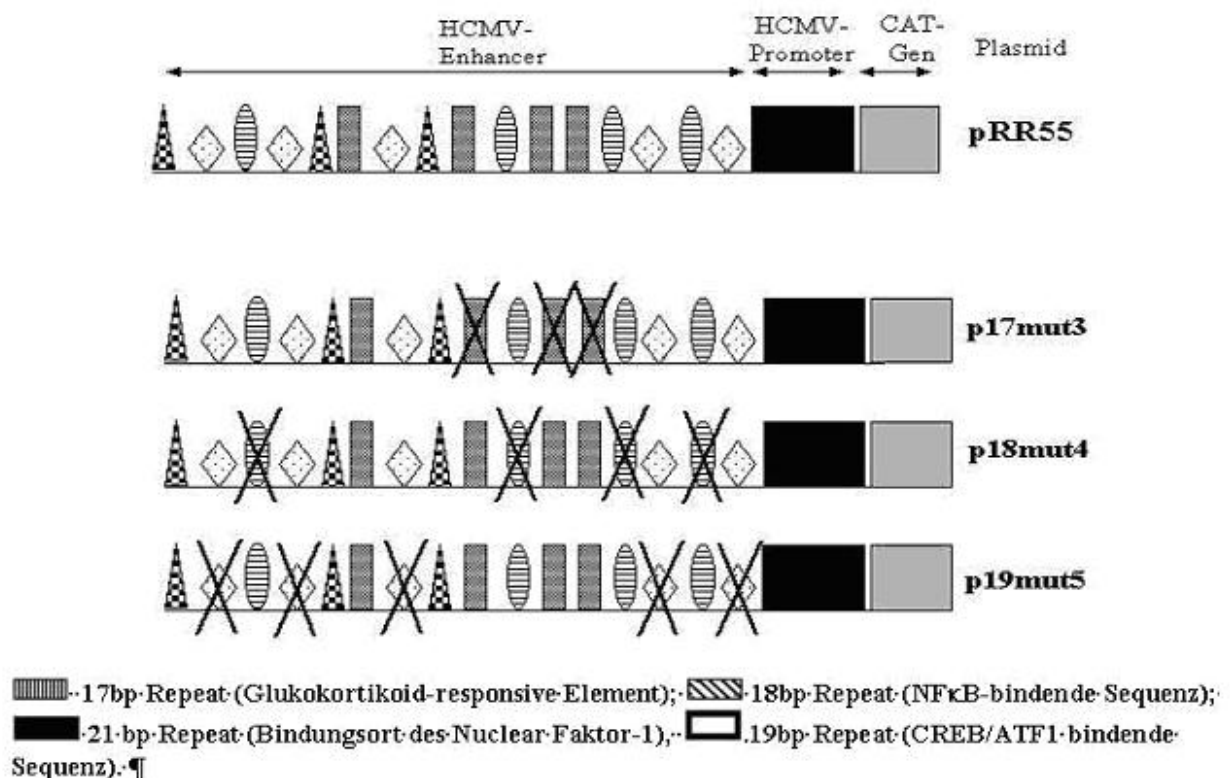 HCMV-
Enhancer
HCMV-
Promoter
CAT-
Gen
Plasmid
pRR55
p17mut3
p18mut4
p19mut5
··17bp·Repeat·(Glukokortikoid-responsive·Element);·
·18bp·Repeat·(NFκB-bindende·Sequenz);·
·21·bp·Repeat·(Bindungsort·des·Nuclear·Faktor-1),··
.19bp·Repeat·(CREB/ATF1·bindende·
Sequenz).·¶